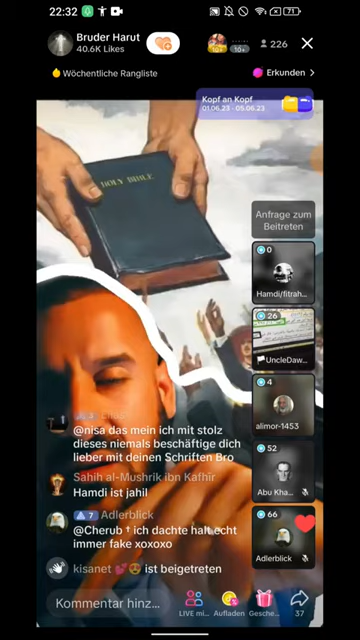 22:32
71
Bruder Harut
40.6K Likes
10+
10+
226
Wöchentliche Rangliste
Erkunden
Kopf an Kopf
01.06.23 - 05.06.23
HOLY BIBLE
Anfrage zum
Beitreten
0
Hamdi/fitrah...
26
UncleDaw...
4
alimor-1453
52
Abu Kha...
66
Adlerblick
@nisa das mein ich mit stolz
dieses niemals beschäftige dich
lieber mit deinen Schriften Bro
Sahih al-Mushrik ibn Kafhir
Hamdi ist jahil
7 Adlerblick
@Cherub † ich dachte halt echt
immer fake xoxoxo
kisanet 💕😍 ist beigetreten
Kommentar hinz...
LIVE mi...
Aufladen
Gesche...
37